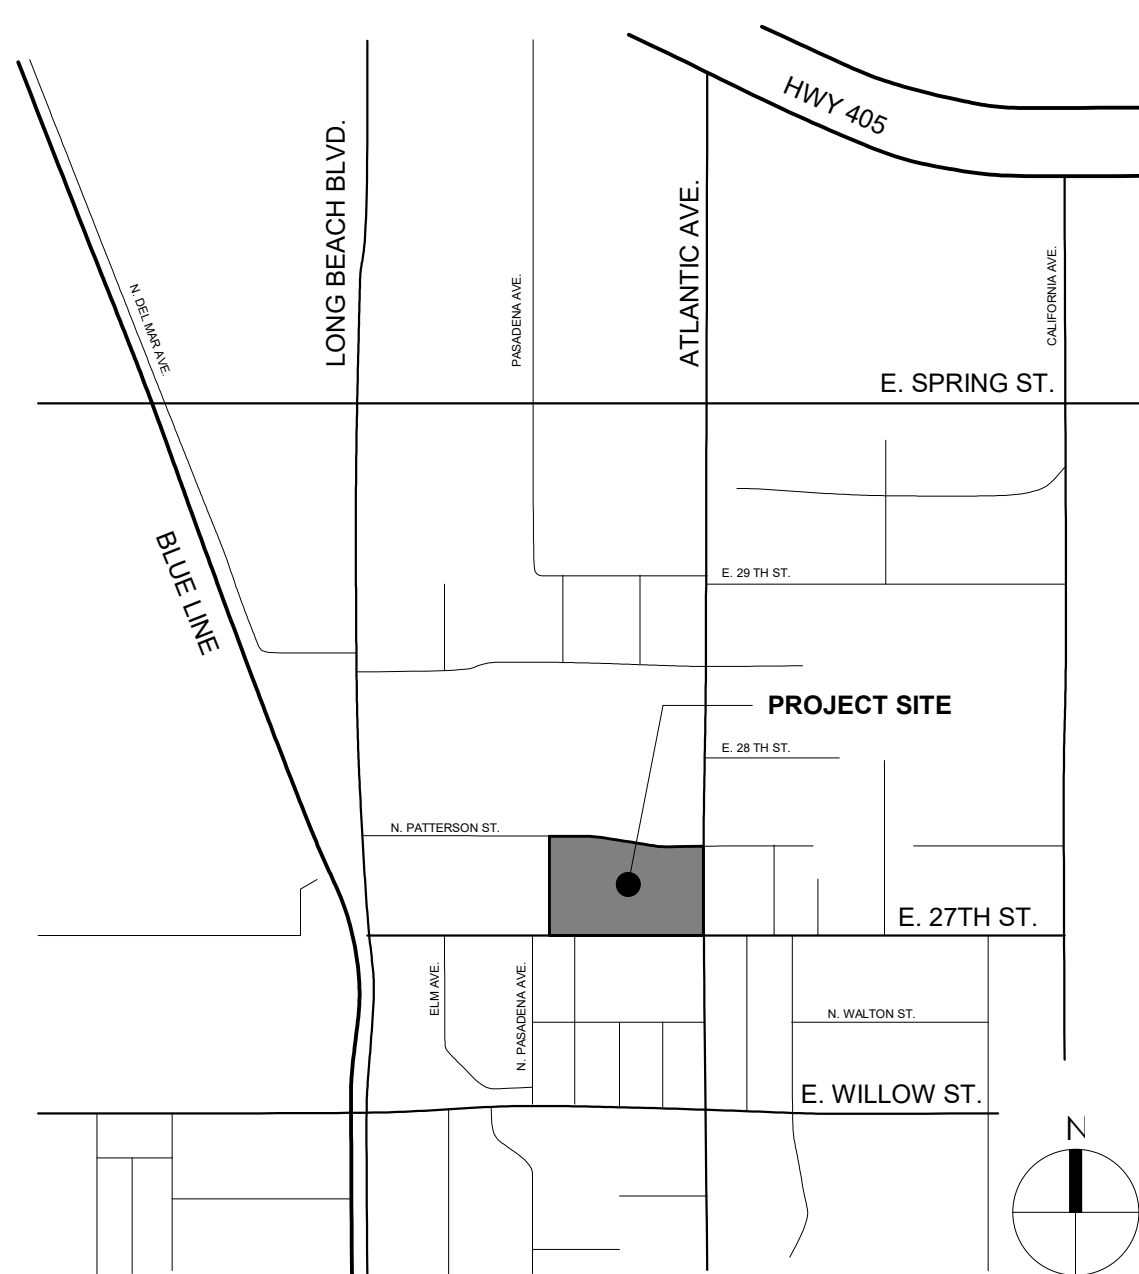 HWY 405
LONG BEACH BLVD.
ATLANTIC AVE.
N. DEL MAR AVE.
PASADENA AVE.
CALIFORNIA AVE.
E. SPRING ST.
BLUE LINE
E. 29 TH ST.
PROJECT SITE
E. 28 TH ST.
N. PATTERSON ST.
E. 27TH ST.
ELM AVE.
N. PASADENA AVE.
N. WALTON ST.
E. WILLOW ST.
N